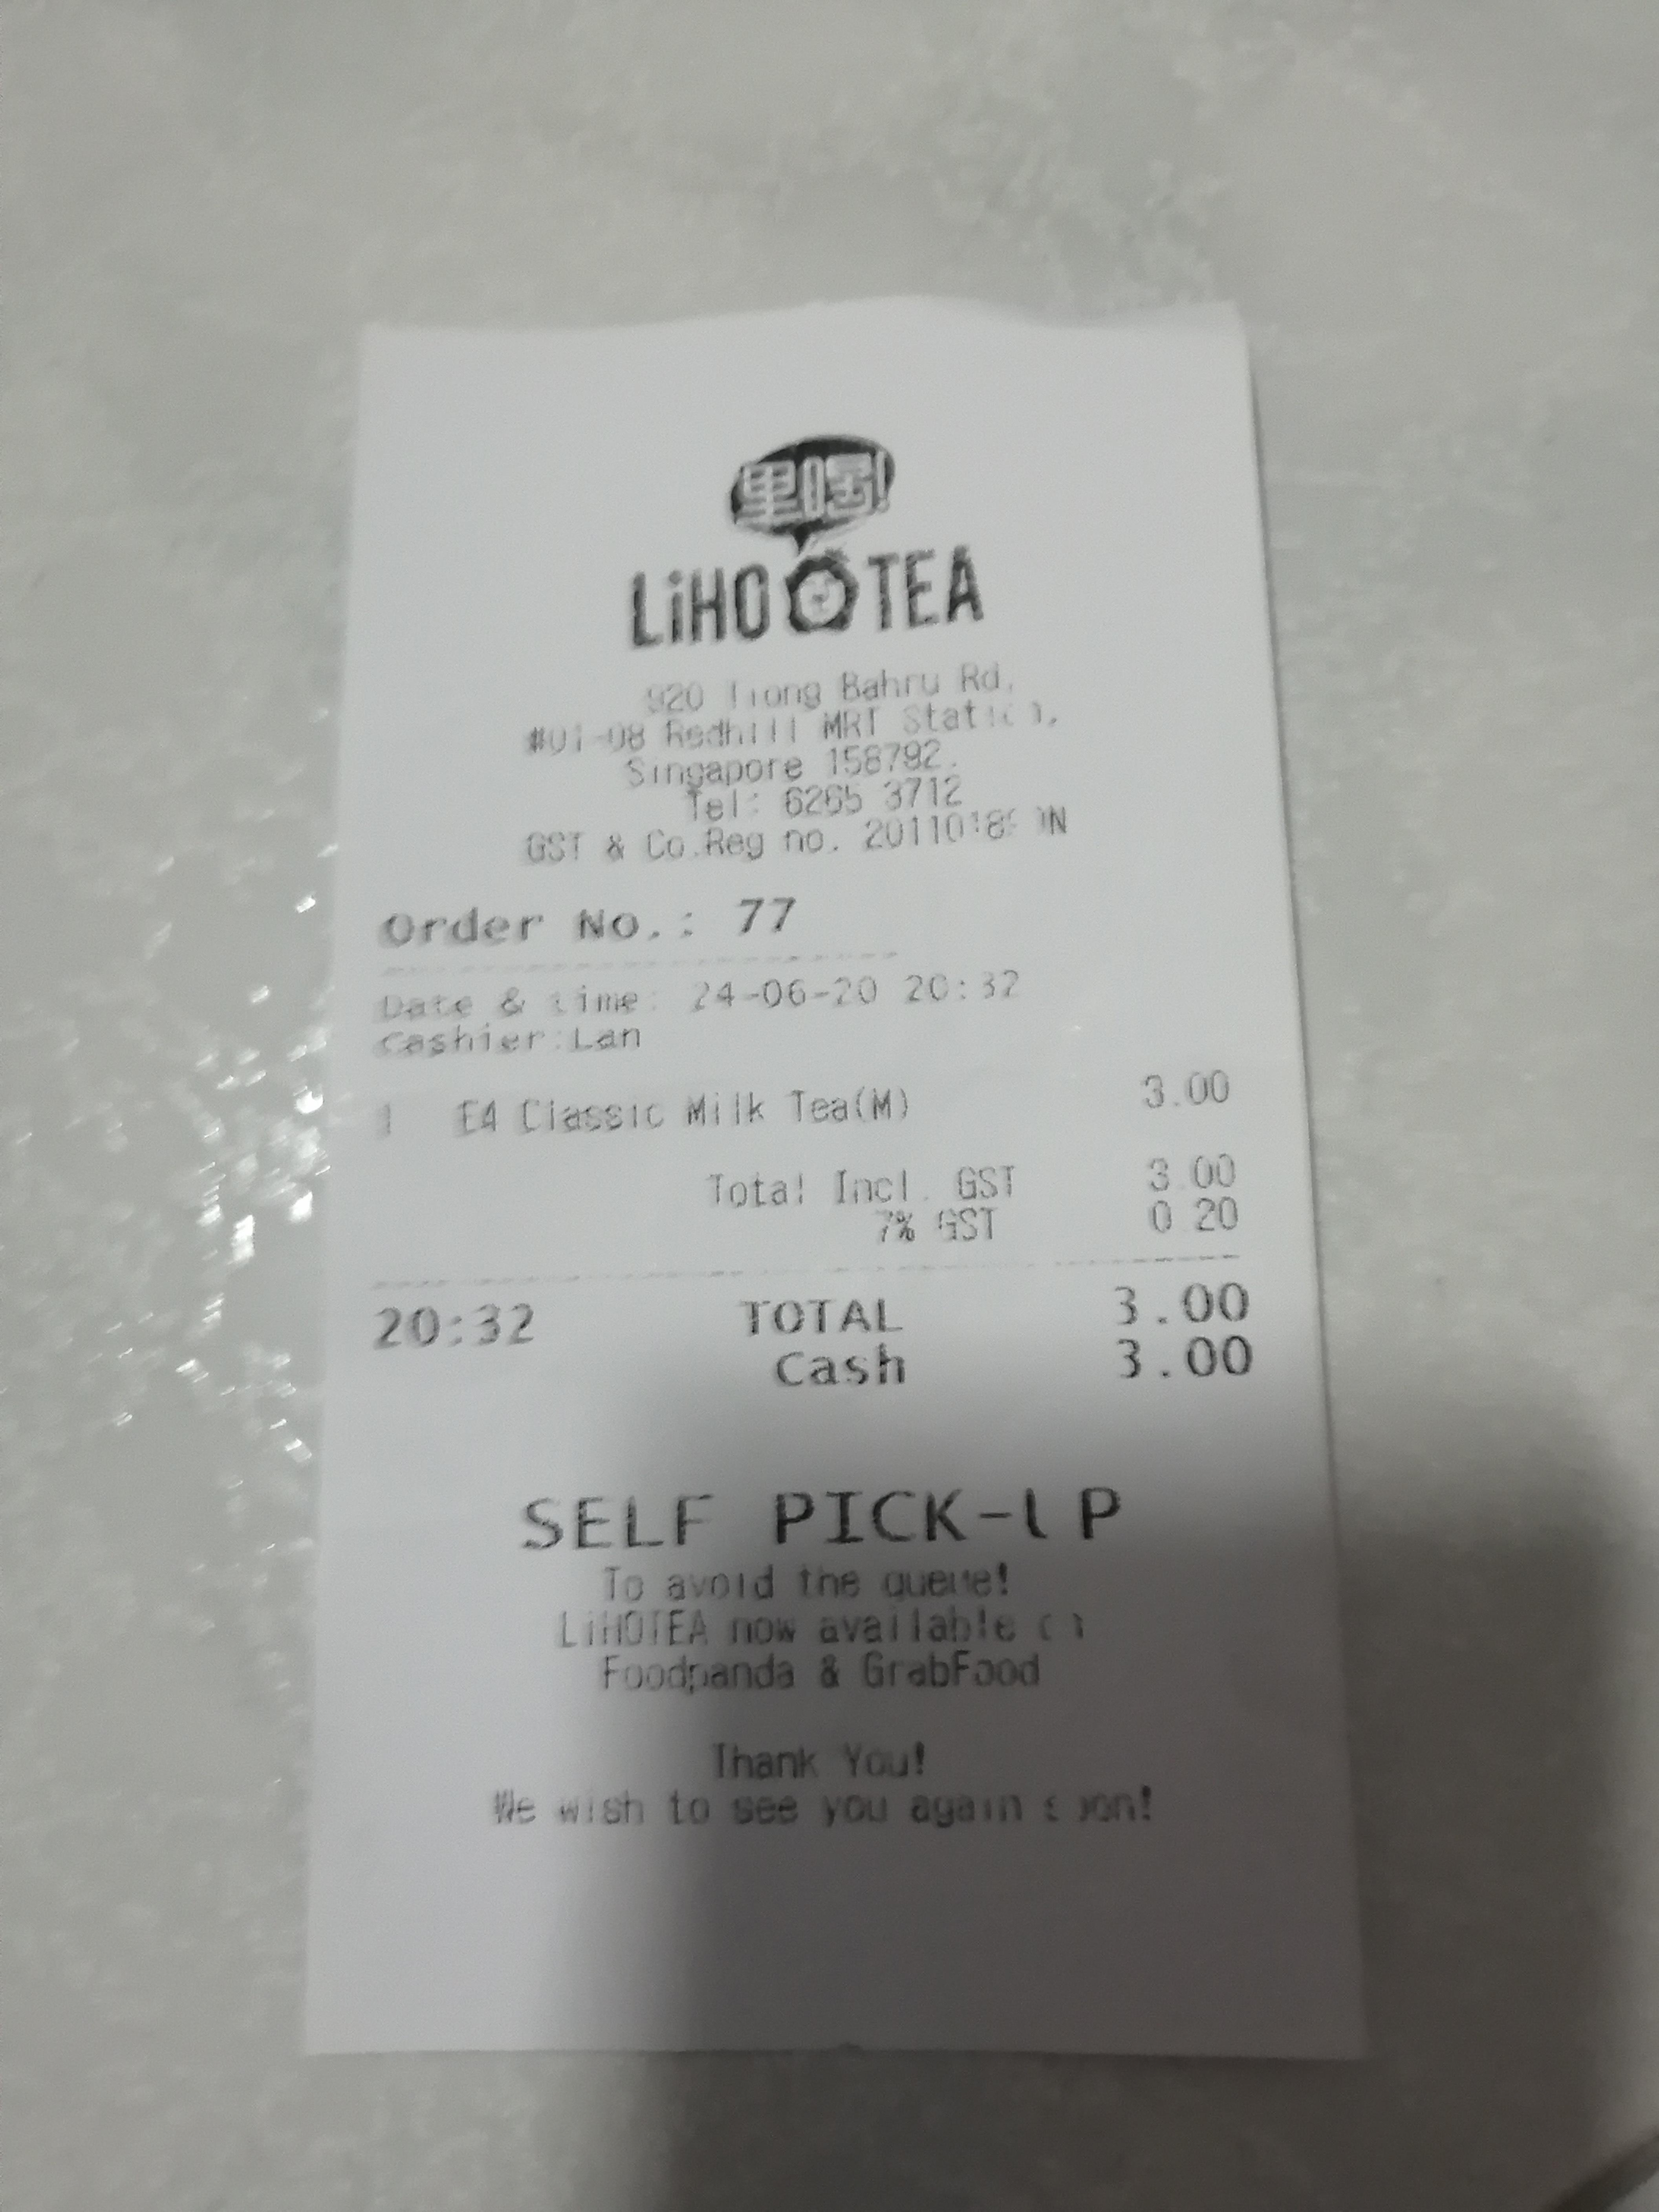 里喝!
LiHO TEA
920 Tiong Bahru Rd,
#01-08 Redhill MRT Station,
Singapore 158792.
Tel: 6265 3712
GST & Co.Reg no.
Order No.: 77
Date & time: 24-06-20 20:32
Cashier:Lan
1 E4 Classic Milk Tea(M) 3.00
Total Incl. GST 3.00
7% GST 0.20
20:32 TOTAL 3.00
Cash 3.00
SELF PICK-UP
To avoid the queue!
LiHOTEA now available on
Foodpanda & GrabFood
Thank You!
We wish to see you again soon!